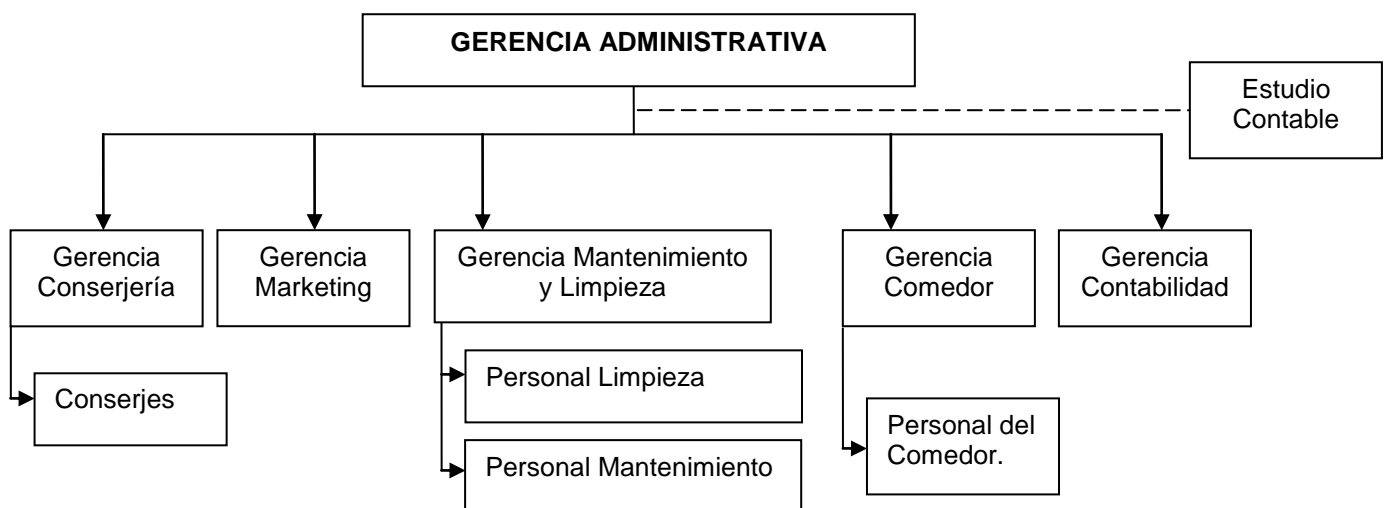 GERENCIA ADMINISTRATIVA
Estudio
Contable
Gerencia
Conserjería
Gerencia
Marketing
Gerencia Mantenimiento
y Limpieza
Gerencia
Comedor
Gerencia
Contabilidad
Conserjes
Personal Limpieza
Personal Mantenimiento
Personal del
Comedor.